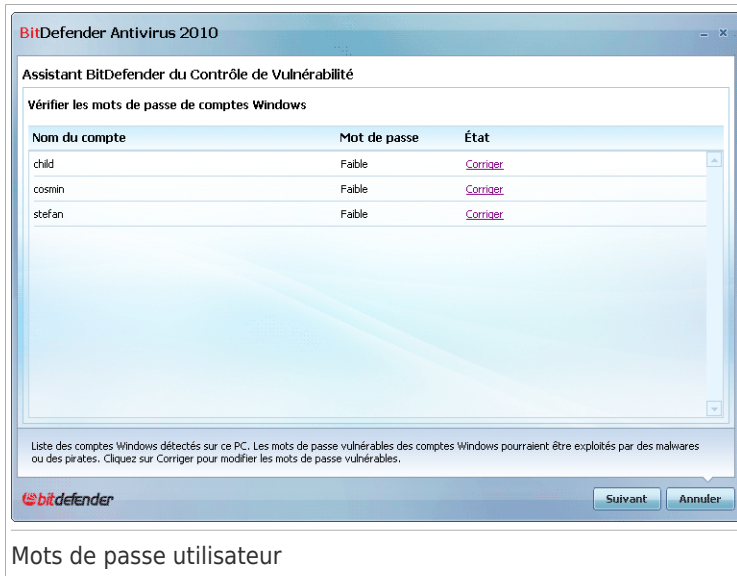 BitDefender Antivirus 2010
Assistant BitDefender du Contrôle de Vulnérabilité
Vérifier les mots de passe de comptes Windows
Nom du compte Mot de passe État
child Faible Corriger
cosmin Faible Corriger
stefan Faible Corriger
Liste des comptes Windows détectés sur ce PC. Les mots de passe vulnérables des comptes Windows pourraient être exploités par des malwares
ou des pirates. Cliquez sur Corriger pour modifier les mots de passe vulnérables.
bitdefender Suivant Annuler
Mots de passe utilisateur